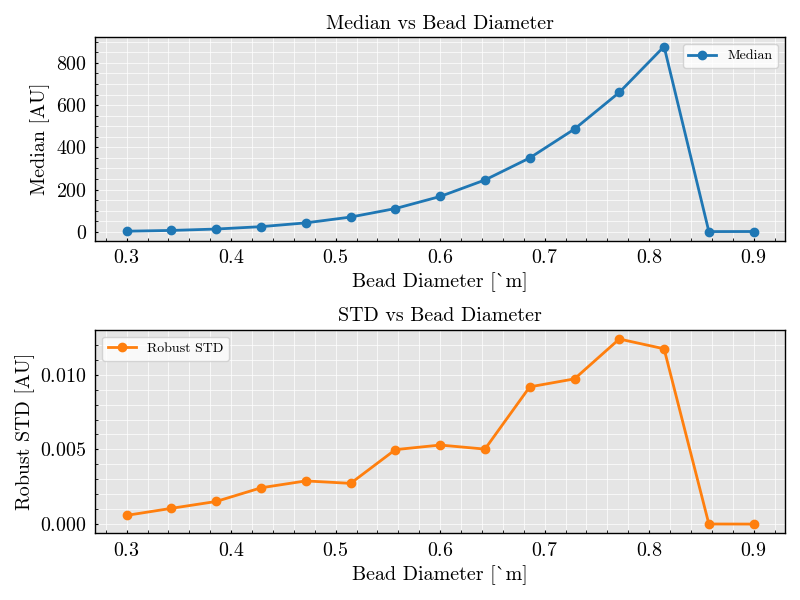 Median vs Bead Diameter
Median [AU]
800
600
400
200
0
Median
0.3 0.4 0.5 0.6 0.7 0.8 0.9
Bead Diameter [`m]
STD vs Bead Diameter
Robust STD [AU]
0.010
0.005
0.000
Robust STD
0.3 0.4 0.5 0.6 0.7 0.8 0.9
Bead Diameter [`m]